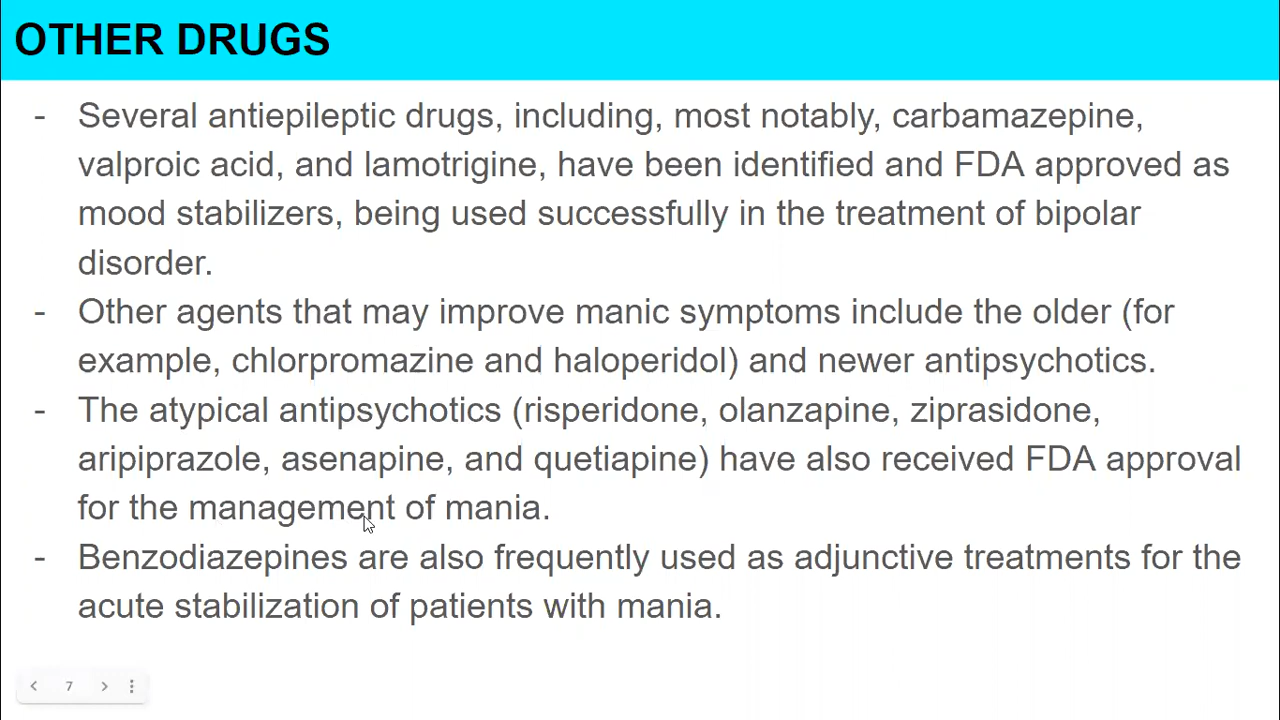 OTHER DRUGS
- Several antiepileptic drugs, including, most notably, carbamazepine,
valproic acid, and lamotrigine, have been identified and FDA approved as
mood stabilizers, being used successfully in the treatment of bipolar
disorder.
- Other agents that may improve manic symptoms include the older (for
example, chlorpromazine and haloperidol) and newer antipsychotics.
- The atypical antipsychotics (risperidone, olanzapine, ziprasidone,
aripiprazole, asenapine, and quetiapine) have also received FDA approval
for the management of mania.
- Benzodiazepines are also frequently used as adjunctive treatments for the
acute stabilization of patients with mania.
7